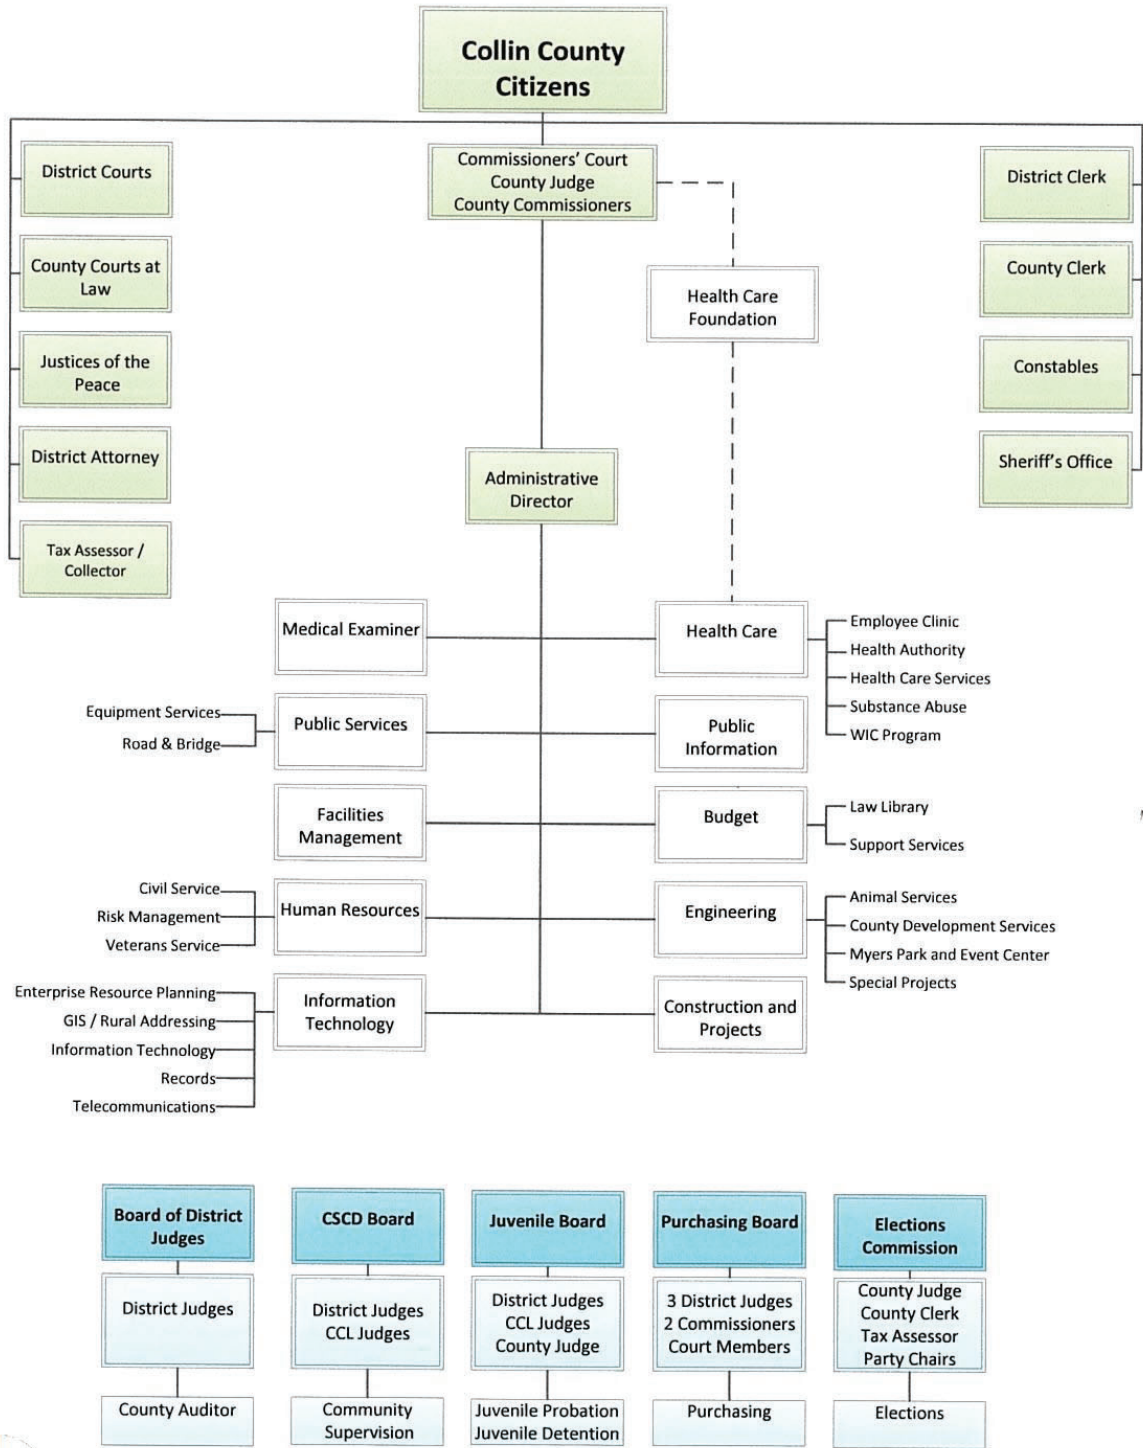 Collin County
Citizens
Commissioners' Court
County Judge
County Commissioners
District Courts
County Courts at
Law
Justices of the
Peace
District Attorney
Tax Assessor /
Collector
District Clerk
County Clerk
Constables
Sheriff's Office
Health Care
Foundation
Administrative
Director
Medical Examiner
Health Care
Employee Clinic
Health Authority
Health Care Services
Substance Abuse
WIC Program
Equipment Services
Road & Bridge
Public Services
Public
Information
Facilities
Management
Budget
Law Library
Support Services
Civil Service
Risk Management
Veterans Service
Human Resources
Engineering
Animal Services
County Development Services
Myers Park and Event Center
Special Projects
Enterprise Resource Planning
GIS / Rural Addressing
Information Technology
Records
Telecommunications
Information
Technology
Construction and
Projects
Board of District
Judges
District Judges
County Auditor
CSCD Board
District Judges
CCL Judges
Community
Supervision
Juvenile Board
District Judges
CCL Judges
County Judge
Juvenile Probation
Juvenile Detention
Purchasing Board
3 District Judges
2 Commissioners
Court Members
Purchasing
Elections
Commission
County Judge
County Clerk
Tax Assessor
Party Chairs
Elections